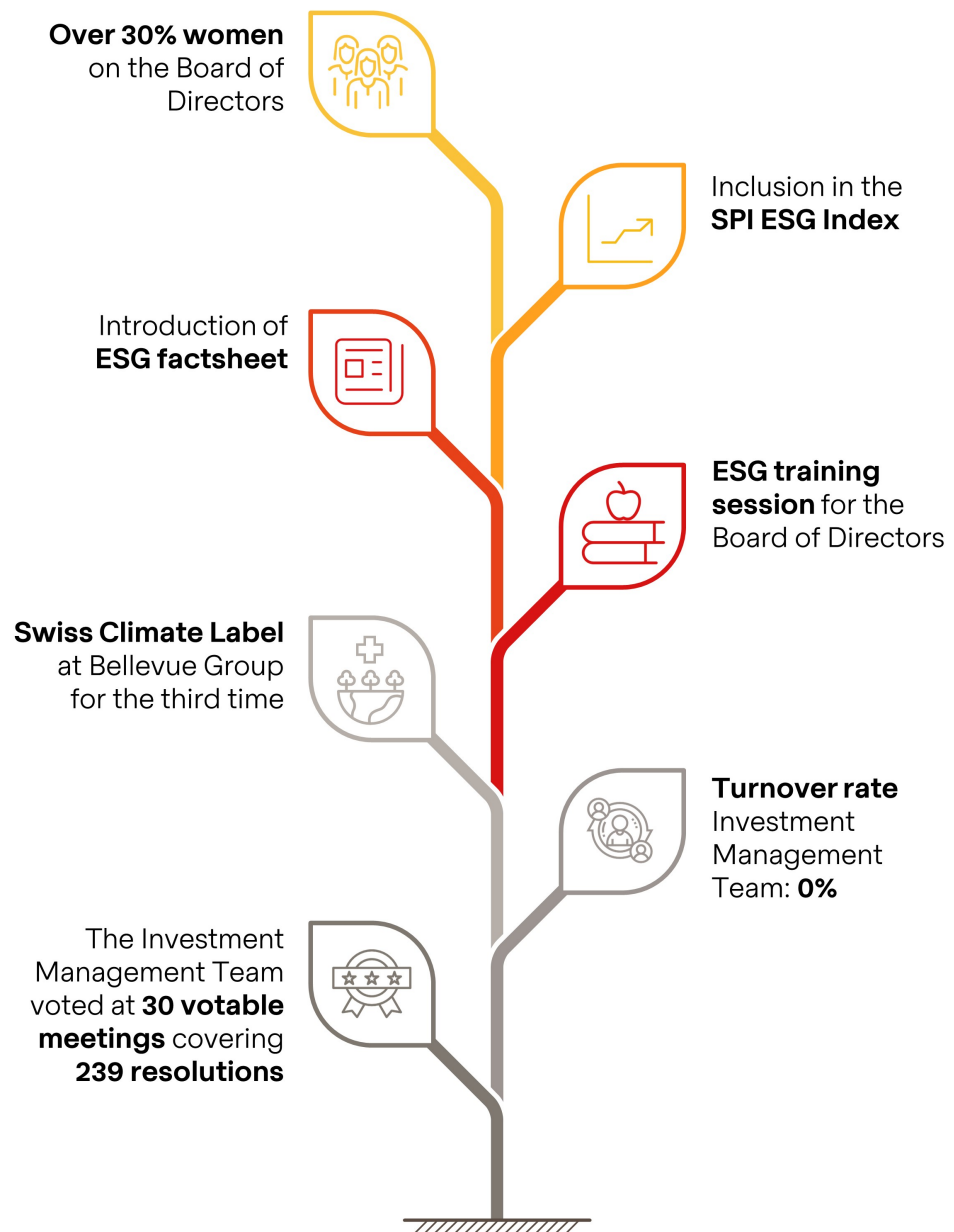 Over 30% women
on the Board of
Directors
Inclusion in the
SPI ESG Index
Introduction of
ESG factsheet
ESG training
session for the
Board of Directors
Swiss Climate Label
at Bellevue Group
for the third time
Turnover rate
Investment
Management
Team: 0%
The Investment
Management Team
voted at 30 votable
meetings covering
239 resolutions